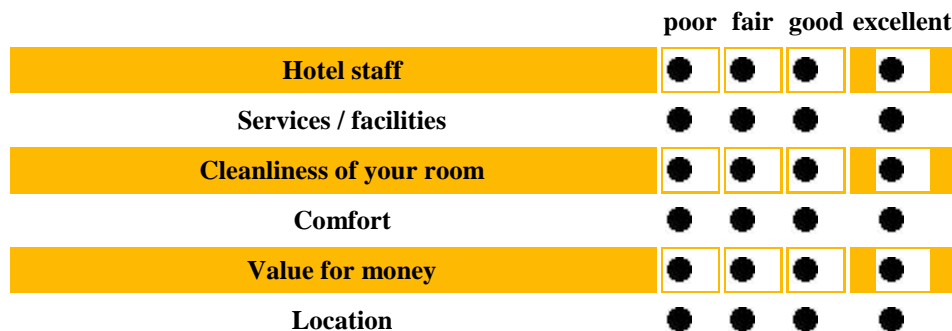 poor fair good excellent
Hotel staff
Services / facilities
Cleanliness of your room
Comfort
Value for money
Location